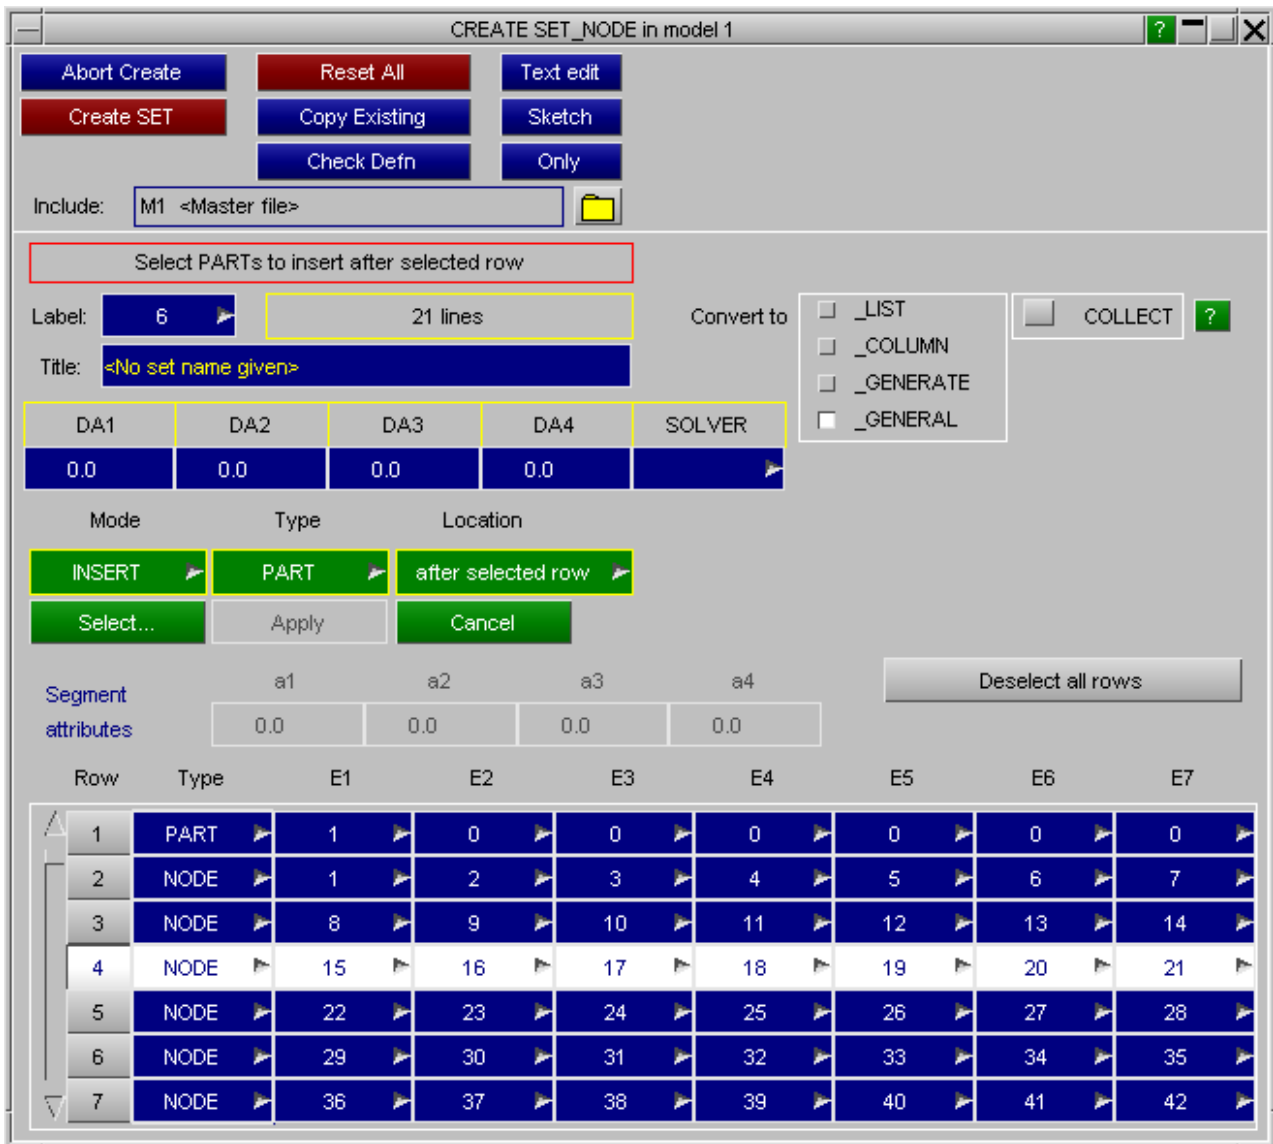 CREATE SET_NODE in model 1 ?
Abort Create Reset All Text edit
Create SET Copy Existing Sketch
Check Defn Only
Include: M1 <Master file>
Select PARTs to insert after selected row
Label: 6 21 lines Convert to _LIST COLLECT ?
_COLUMN
Title: <No set name given>
_GENERATE
_GENERAL
DA1 DA2 DA3 DA4 SOLVER
0.0 0.0 0.0 0.0
Mode Type Location
INSERT PART after selected row
Select... Apply Cancel
Segment attributes a1 a2 a3 a4 Deselect all rows
0.0 0.0 0.0 0.0
Row Type E1 E2 E3 E4 E5 E6 E7
1 PART 1 0 0 0 0 0 0
2 NODE 1 2 3 4 5 6 7
3 NODE 8 9 10 11 12 13 14
4 NODE 15 16 17 18 19 20 21
5 NODE 22 23 24 25 26 27 28
6 NODE 29 30 31 32 33 34 35
7 NODE 36 37 38 39 40 41 42